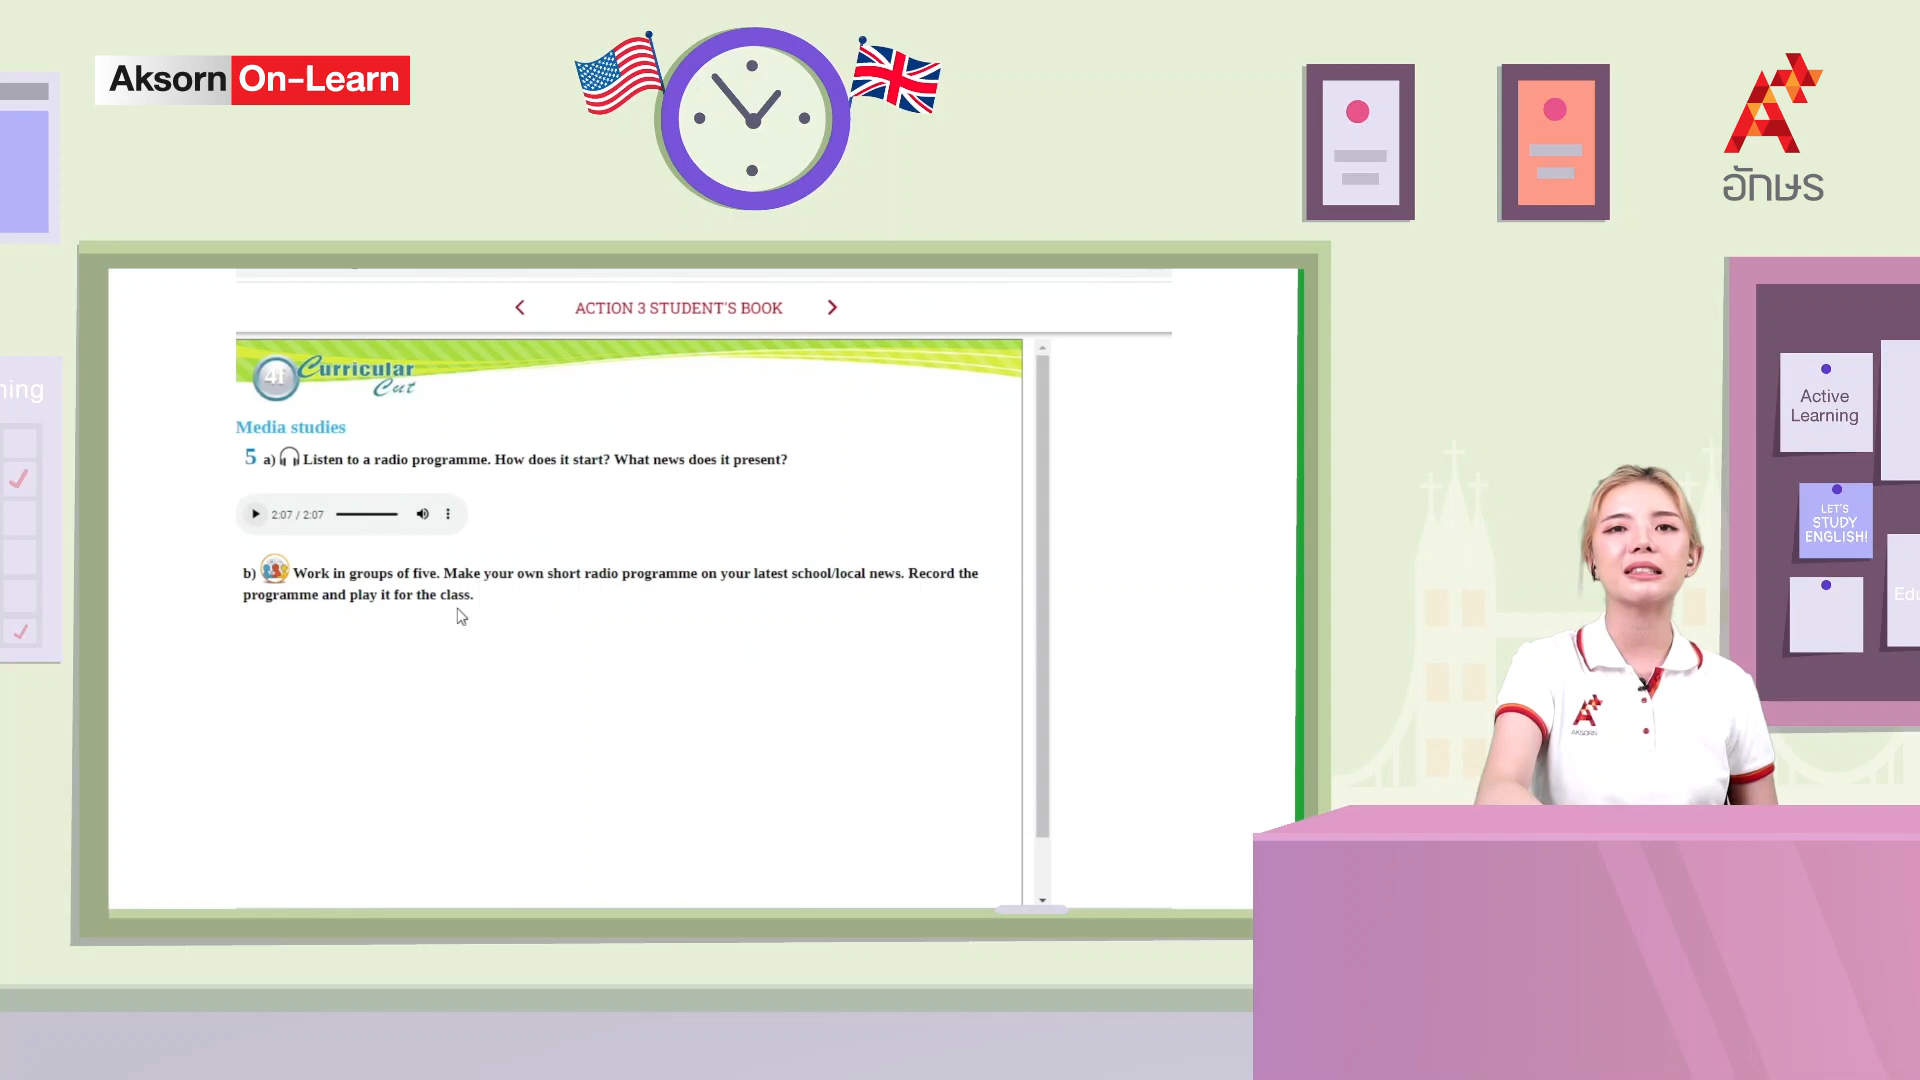 Aksorn On-Learn
อักษร
ning
ACTION 3 STUDENT'S BOOK
4f Curricular
Cut
Media studies
5 a) Listen to a radio programme. How does it start? What news does it present?
2:07 / 2:07
b) Work in groups of five. Make your own short radio programme on your latest school/local news. Record the
programme and play it for the class.
Active
Learning
LET'S
STUDY
ENGLISH!
Edu
AKSORN